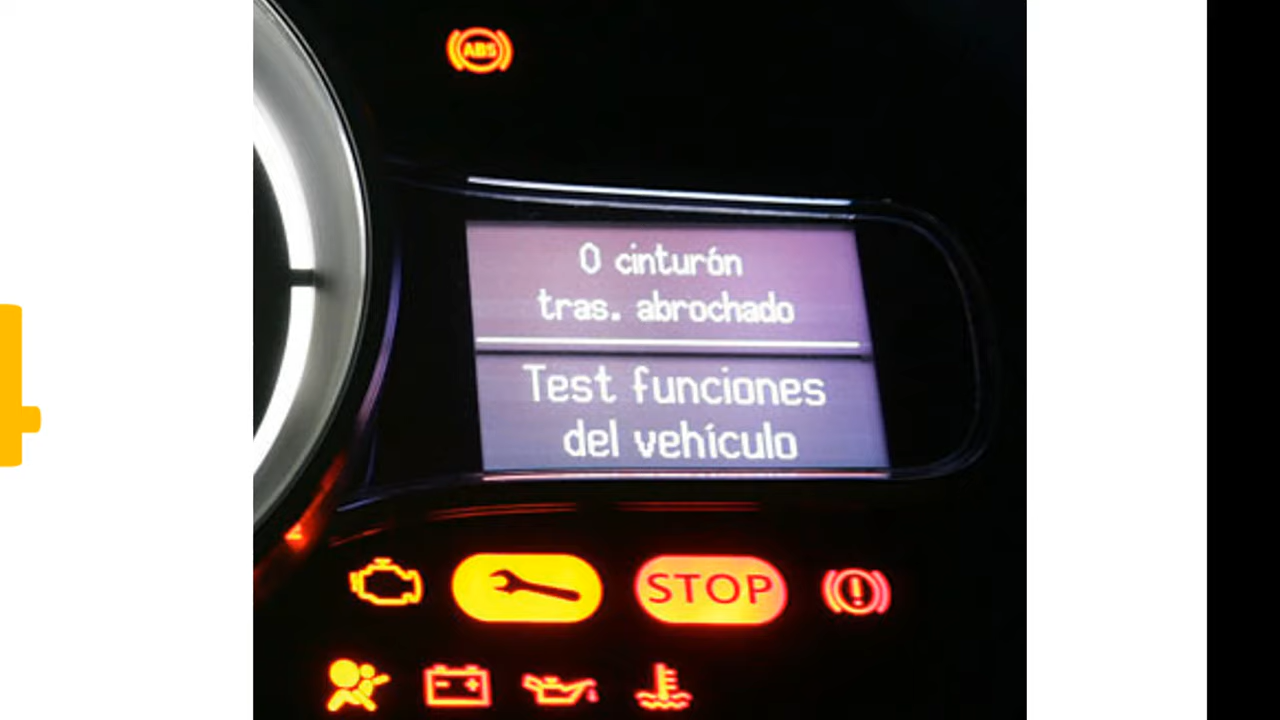 ABS
0 cinturón
tras. abrochado
Test funciones
del vehículo
STOP